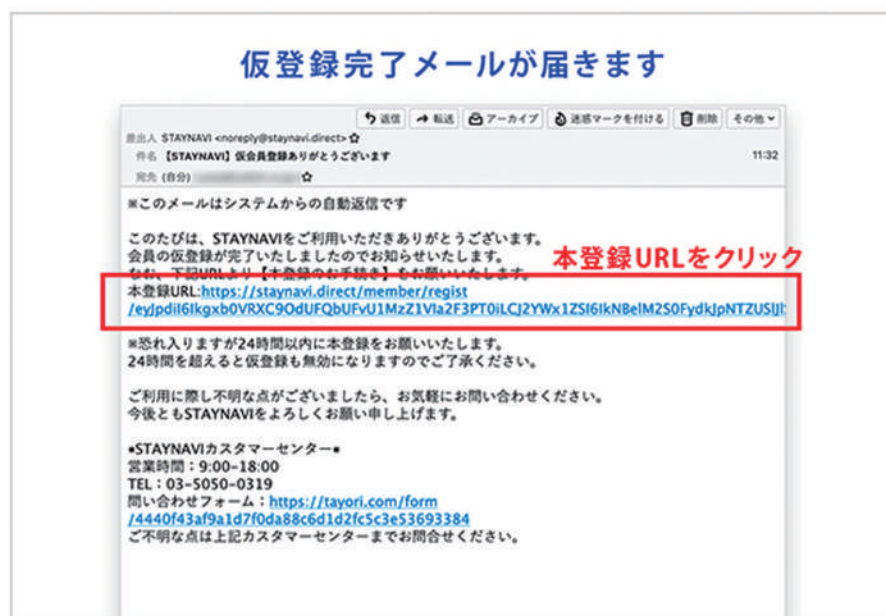 仮登録完了メールが届きます
返信 転送 アーカイブ 迷惑マークを付ける 削除 その他
差出人 STAYNAVI <noreply@staynavi.direct>
件名 【STAYNAVI】仮会員登録ありがとうございます 11:32
宛先 (自分)
※このメールはシステムからの自動返信です
このたびは、STAYNAVIをご利用いただきありがとうございます。
会員の仮登録が完了いたしましたのでお知らせいたします。
なお、下記URLより【本登録のお手続き】をお願いいたします。
本登録URLをクリック
本登録URL:https://staynavi.direct/member/regist
※恐れ入りますが24時間以内に本登録をお願いいたします。
24時間を超えると仮登録も無効になりますのでご了承ください。
ご利用に際し不明な点がございましたら、お気軽にお問い合わせください。
今後ともSTAYNAVIをよろしくお願い申し上げます。
●STAYNAVIカスタマーセンター●
営業時間：9:00-18:00
TEL：03-5050-0319
問い合わせフォーム：https://tayori.com/form
/4440f43af9a1d7f0da88c6d1d2fc5c3e53693384
ご不明な点は上記カスタマーセンターまでお問合せください。